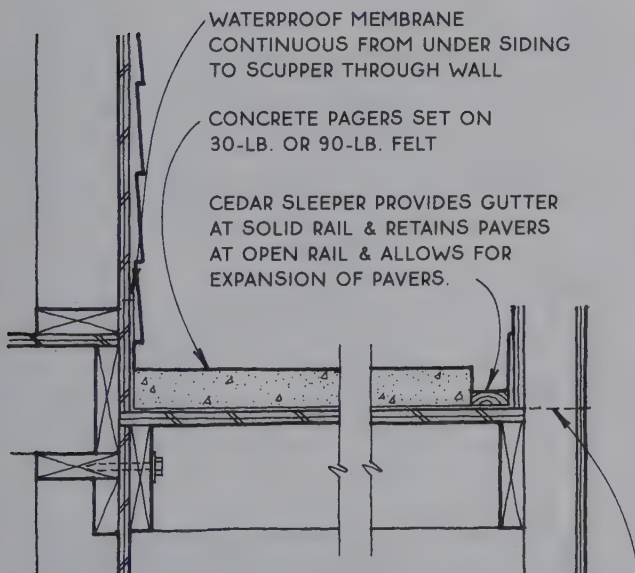 WATERPROOF MEMBRANE
CONTINUOUS FROM UNDER SIDING
TO SCUPPER THROUGH WALL
CONCRETE PAGERS SET ON
30-LB. OR 90-LB. FELT
CEDAR SLEEPER PROVIDES GUTTER
AT SOLID RAIL & RETAINS PAVERS
AT OPEN RAIL & ALLOWS FOR
EXPANSION OF PAVERS.